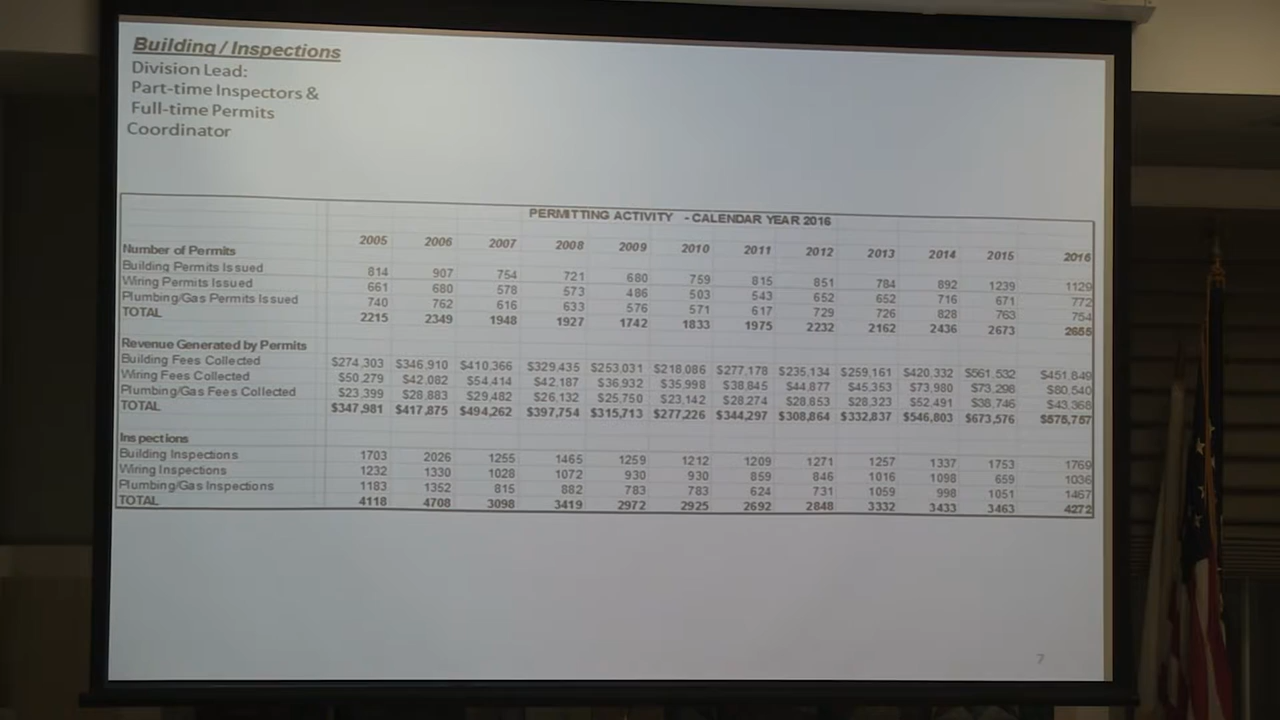 Building / Inspections
Division Lead:
Part-time Inspectors &
Full-time Permits
Coordinator
PERMITTING ACTIVITY - CALENDAR YEAR 2016
2005 2006 2007 2008 2009 2010 2011 2012 2013 2014 2015 2016
Number of Permits
Building Permits Issued 814 907 754 721 680 759 815 851 784 892 1239 1129
Wiring Permits Issued 661 680 578 573 486 503 543 652 652 716 671 772
Plumbing/Gas Permits Issued 740 762 616 633 576 571 617 729 726 828 763 754
TOTAL 2215 2349 1948 1927 1742 1833 1975 2232 2162 2436 2673 2655
Revenue Generated by Permits
Building Fees Collected $274,303 $346,910 $410,366 $329,435 $253,031 $218,086 $277,178 $235,134 $259,161 $420,332 $561,532 $451,849
Wiring Fees Collected $50,279 $42,082 $54,414 $42,187 $36,932 $35,998 $38,845 $44,877 $45,353 $73,980 $73,298 $80,540
Plumbing/Gas Fees Collected $23,399 $28,883 $29,482 $26,132 $25,750 $23,142 $28,274 $28,853 $28,323 $52,491 $38,746 $43,368
TOTAL $347,981 $417,875 $494,262 $397,754 $315,713 $277,226 $344,297 $308,864 $332,837 $546,803 $673,576 $575,757
Inspections
Building Inspections 1703 2026 1255 1465 1259 1212 1209 1271 1257 1337 1753 1769
Wiring Inspections 1232 1330 1028 1072 930 930 859 846 1016 1098 659 1036
Plumbing/Gas Inspections 1183 1352 815 882 783 783 624 731 1059 998 1051 1467
TOTAL 4118 4708 3098 3419 2972 2925 2692 2848 3332 3433 3463 4272
7